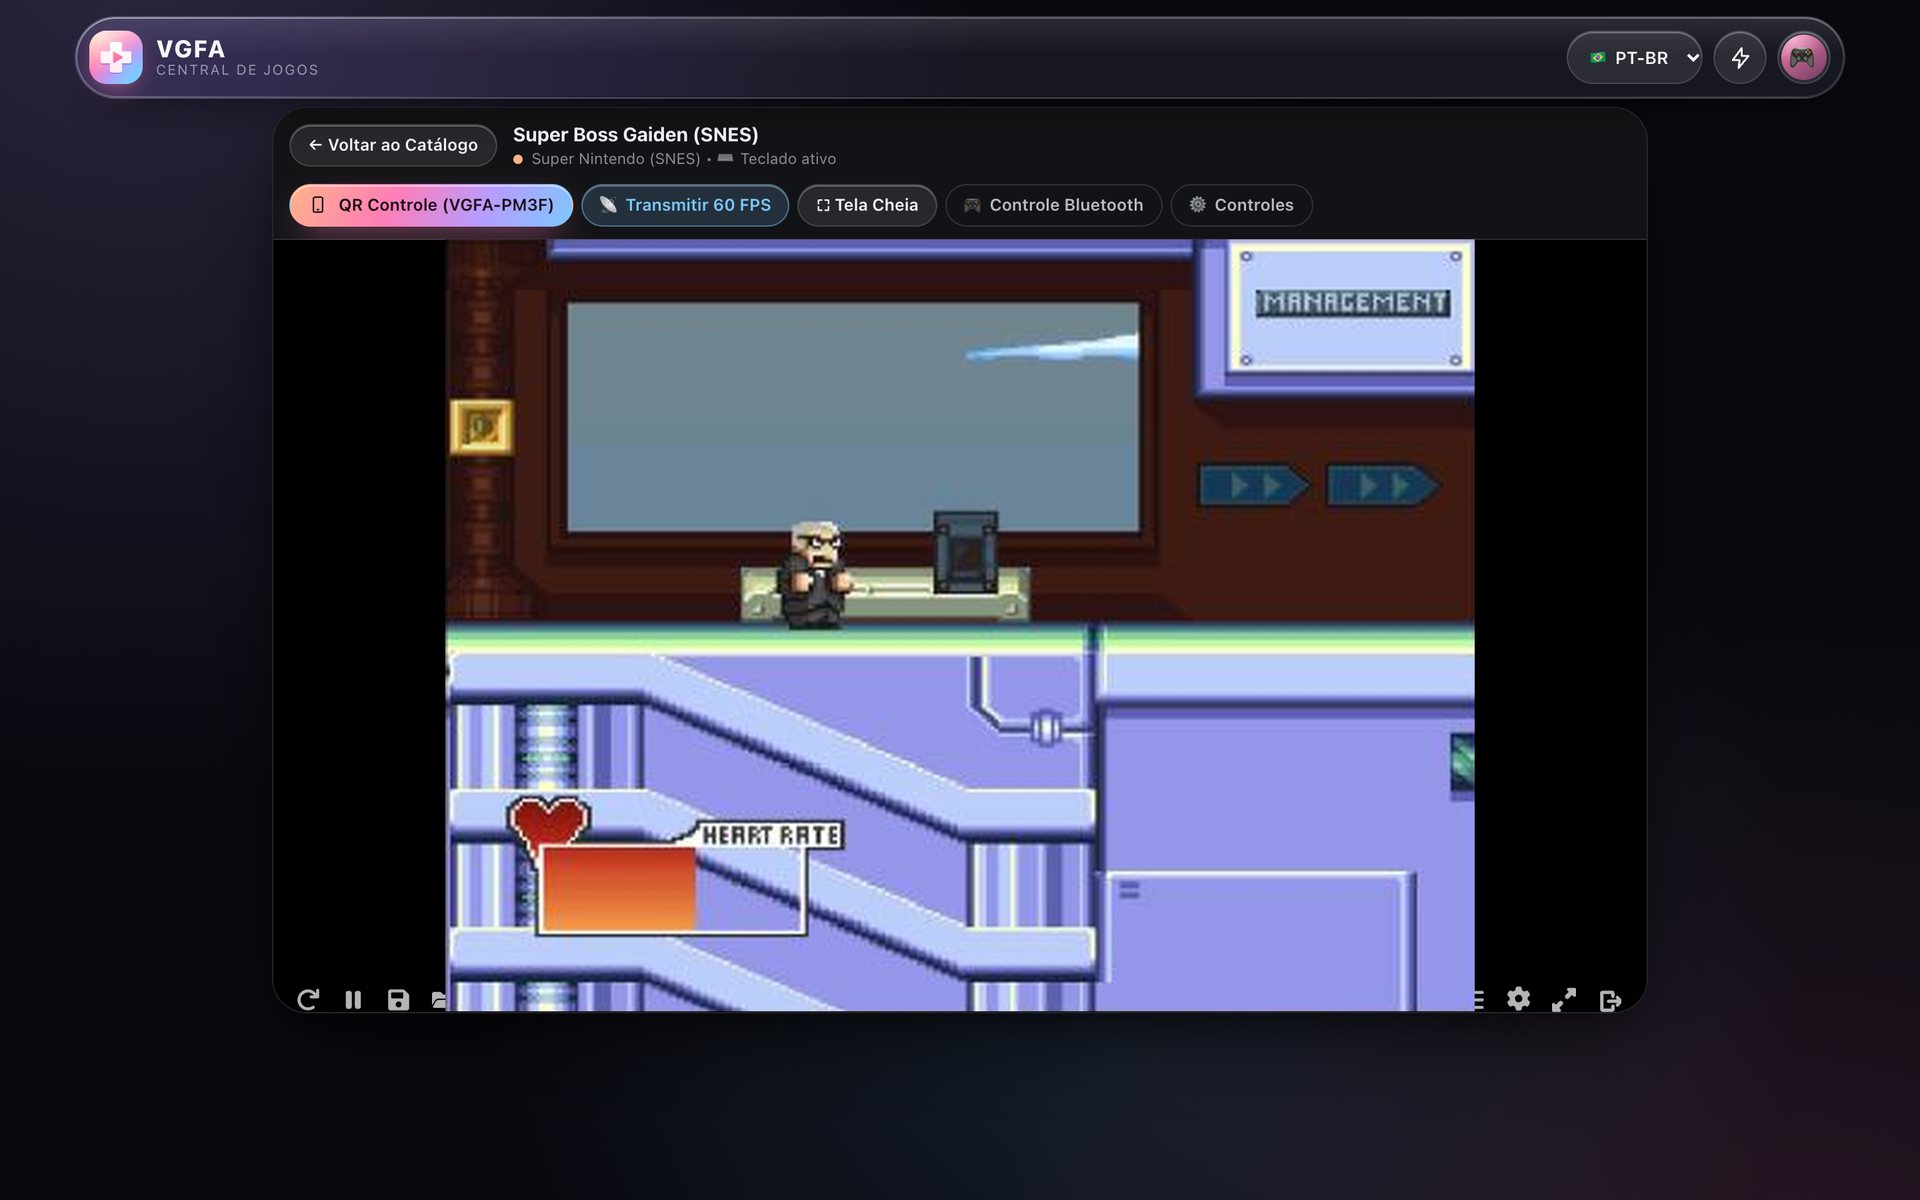 VGFA
CENTRAL DE JOGOS
PT-BR
← Voltar ao Catálogo
Super Boss Gaiden (SNES)
Super Nintendo (SNES) • Teclado ativo
QR Controle (VGFA-PM3F)
Transmitir 60 FPS
Tela Cheia
Controle Bluetooth
Controles
MANAGEMENT
HEART RATE